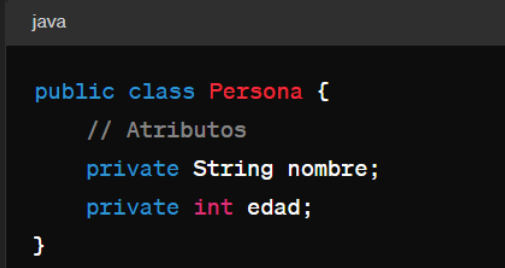 java
public class Persona {
    // Atributos
    private String nombre;
    private int edad;
}